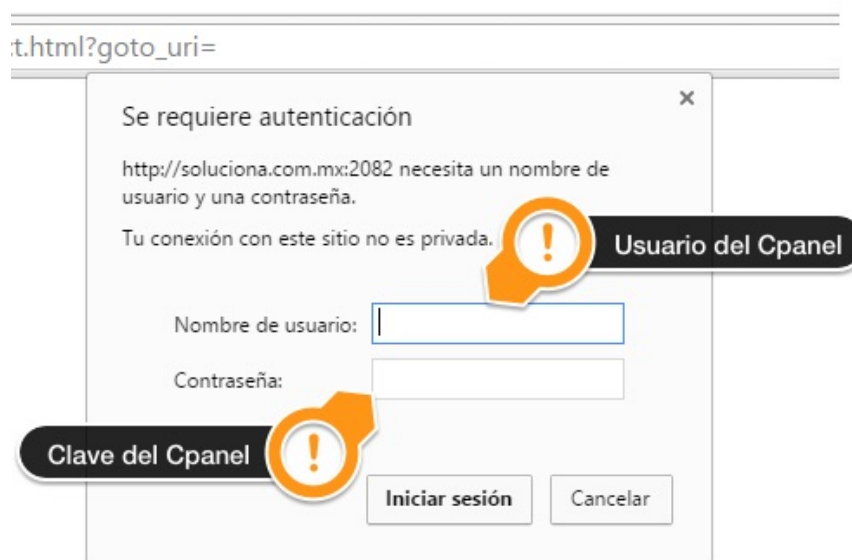 t.html?goto_uri=
Se requiere autenticación
http://soluciona.com.mx:2082 necesita un nombre de
usuario y una contraseña.
Tu conexión con este sitio no es privada.
Usuario del Cpanel
Nombre de usuario:
Contraseña:
Clave del Cpanel
Iniciar sesión
Cancelar